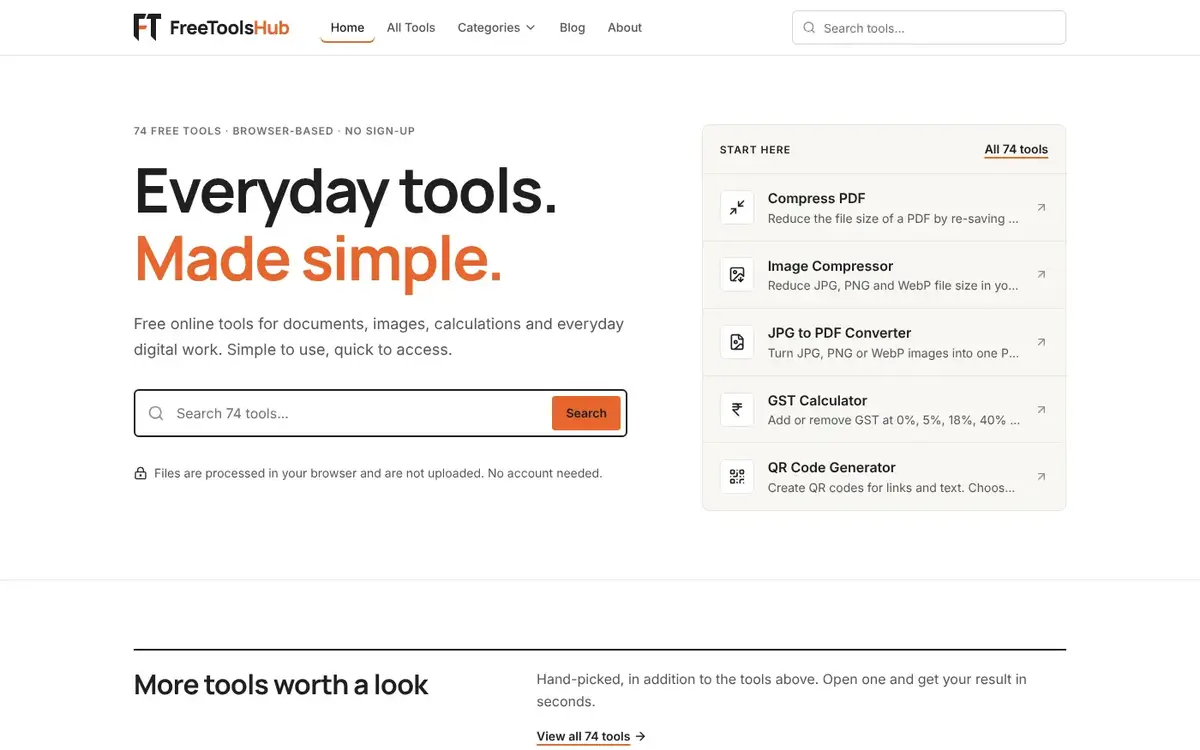 FT FreeToolsHub
Home
All Tools
Categories
Blog
About
Search tools...
74 FREE TOOLS · BROWSER-BASED · NO SIGN-UP
Everyday tools.
Made simple.
Free online tools for documents, images, calculations and everyday
digital work. Simple to use, quick to access.
Search 74 tools...
Search
Files are processed in your browser and are not uploaded. No account needed.
START HERE
All 74 tools
Compress PDF
Reduce the file size of a PDF by re-saving ...
Image Compressor
Reduce JPG, PNG and WebP file size in yo...
JPG to PDF Converter
Turn JPG, PNG or WebP images into one P...
₹
GST Calculator
Add or remove GST at 0%, 5%, 18%, 40% ...
QR Code Generator
Create QR codes for links and text. Choos...
More tools worth a look
Hand-picked, in addition to the tools above. Open one and get your result in
seconds.
View all 74 tools →